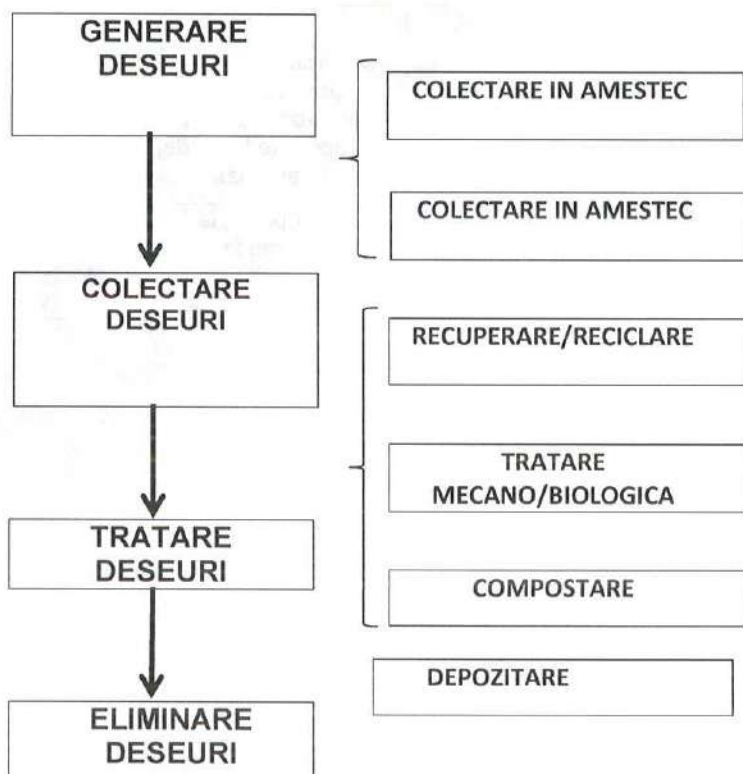 GENERARE
DESEURI
COLECTARE IN AMESTEC
COLECTARE IN AMESTEC
COLECTARE
DESEURI
RECUPERARE/RECICLARE
TRATARE
MECANO/BIOLOGICA
TRATARE
DESEURI
COMPOSTARE
DEPOZITARE
ELIMINARE
DESEURI